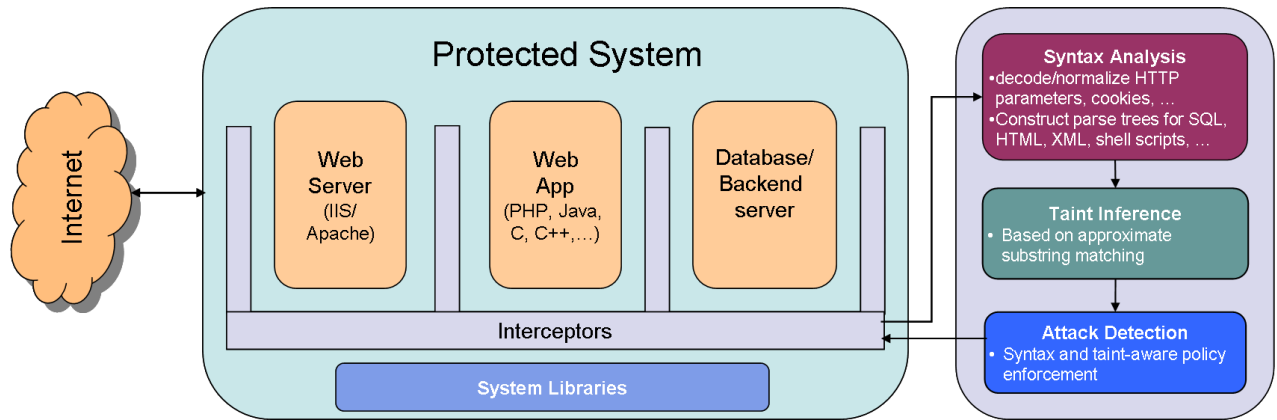 Internet
Protected System
Web
Server
(IIS/
Apache)
Web
App
(PHP, Java,
C, C++,…)
Database/
Backend
server
Interceptors
System Libraries
Syntax Analysis
•decode/normalize HTTP
parameters, cookies, …
•Construct parse trees for SQL,
HTML, XML, shell scripts, …
Taint Inference
• Based on approximate
substring matching
Attack Detection
• Syntax and taint-aware policy
enforcement